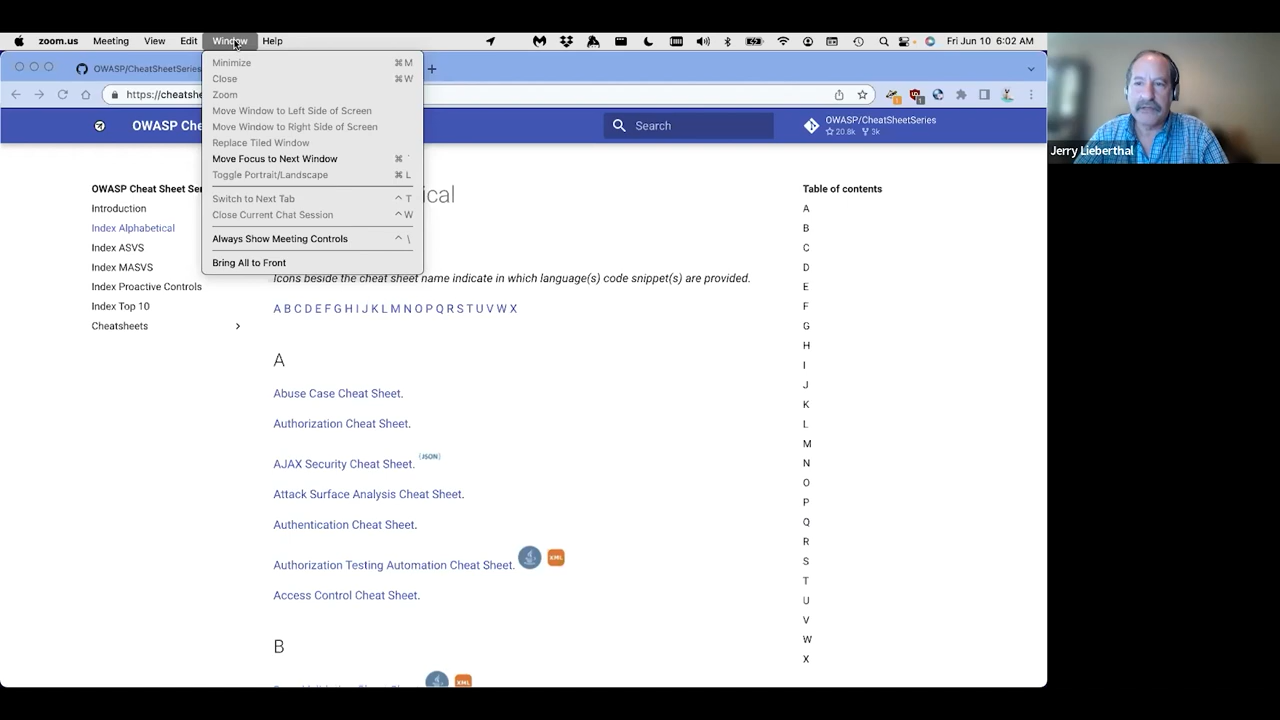 zoom.us Meeting View Edit Window Help Fri Jun 10 6:02 AM
OWASP/CheatSheetSeries
https://cheatshe
OWASP Che
Search
OWASP/CheatSheetSeries
20.8k 3k
Minimize ⌘ M
Close ⌘ W
Zoom
Move Window to Left Side of Screen
Move Window to Right Side of Screen
Replace Tiled Window
Move Focus to Next Window ⌘ `
Toggle Portrait/Landscape ⌘ L
Switch to Next Tab ^ T
Close Current Chat Session ^ W
Always Show Meeting Controls ^ \
Bring All to Front
Jerry Lieberthal
OWASP Cheat Sheet Ser
Introduction
Index Alphabetical
Index ASVS
Index MASVS
Index Proactive Controls
Index Top 10
Cheatsheets
ical
Icons beside the cheat sheet name indicate in which language(s) code snippet(s) are provided.
A B C D E F G H I J K L M N O P Q R S T U V W X
A
Abuse Case Cheat Sheet.
Authorization Cheat Sheet.
AJAX Security Cheat Sheet. {JSON}
Attack Surface Analysis Cheat Sheet.
Authentication Cheat Sheet.
Authorization Testing Automation Cheat Sheet. XML
Access Control Cheat Sheet.
B
XML
Table of contents
A
B
C
D
E
F
G
H
I
J
K
L
M
N
O
P
Q
R
S
T
U
V
W
X